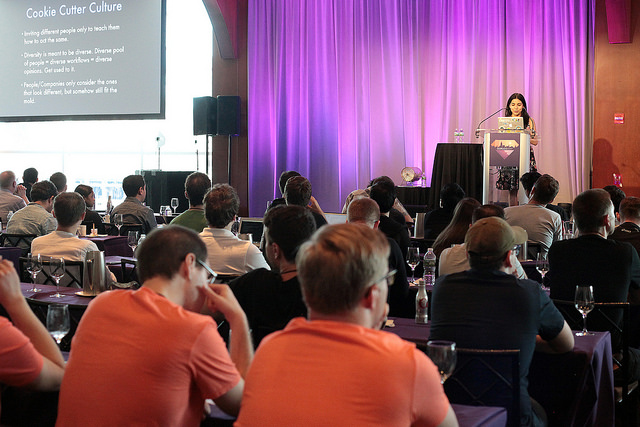 Cookie Cutter Culture
- Inviting different people only to teach them
how to act the same.
- Diversity is meant to be diverse. Diverse pool
of people = diverse workflows = diverse
opinions. Get used to it.
- People/Companies only consider the ones
that look different, but somehow still fit the
mold.